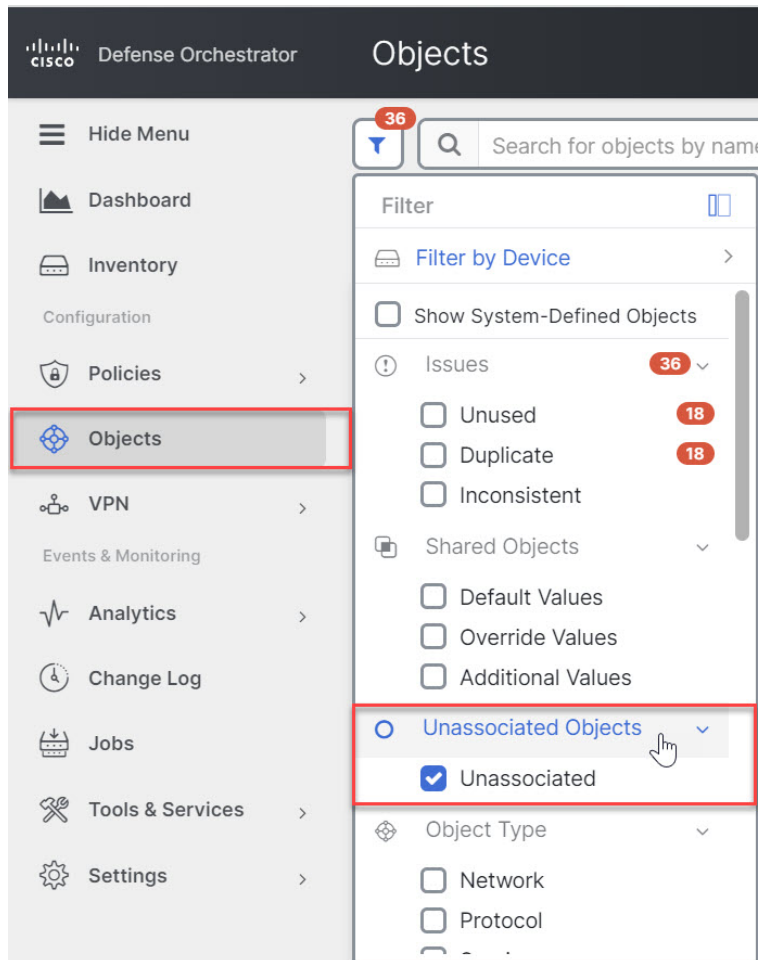 cisco Defense Orchestrator
Objects
Hide Menu
Dashboard
Inventory
Configuration
Policies
Objects
VPN
Events & Monitoring
Analytics
Change Log
Jobs
Tools & Services
Settings
36
Search for objects by name
Filter
Filter by Device
Show System-Defined Objects
Issues 36
Unused 18
Duplicate 18
Inconsistent
Shared Objects
Default Values
Override Values
Additional Values
Unassociated Objects
Unassociated
Object Type
Network
Protocol